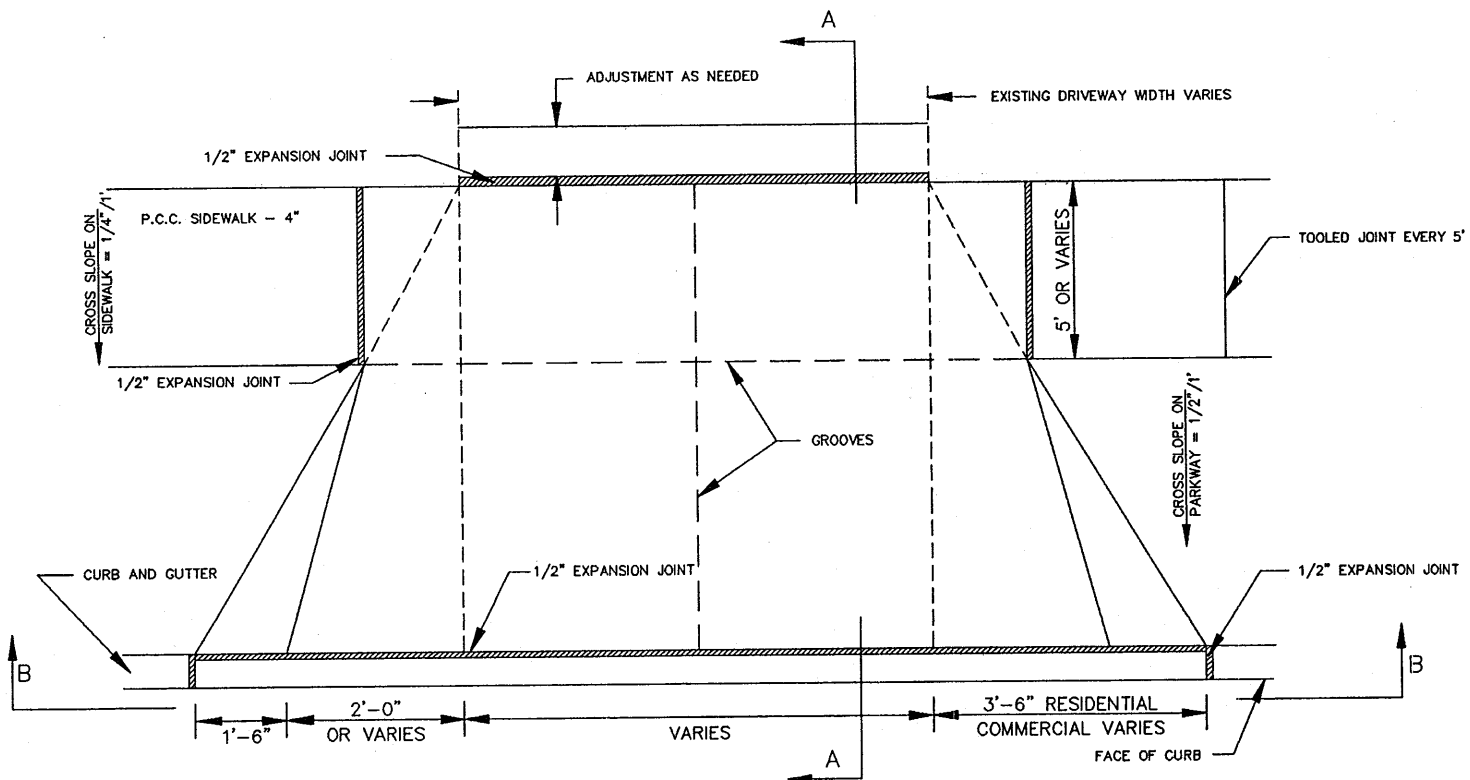 A
ADJUSTMENT AS NEEDED
EXISTING DRIVEWAY WIDTH VARIES
1/2" EXPANSION JOINT
CROSS SLOPE ON
SIDEWALK = 1/4"/1'
P.C.C. SIDEWALK - 4"
5' OR VARIES
TOOLED JOINT EVERY 5'
1/2" EXPANSION JOINT
GROOVES
CROSS SLOPE ON
PARKWAY = 1/2"/1'
CURB AND GUTTER
1/2" EXPANSION JOINT
1/2" EXPANSION JOINT
B
B
1'-6"
2'-0"
OR VARIES
VARIES
3'-6" RESIDENTIAL
COMMERCIAL VARIES
FACE OF CURB
A